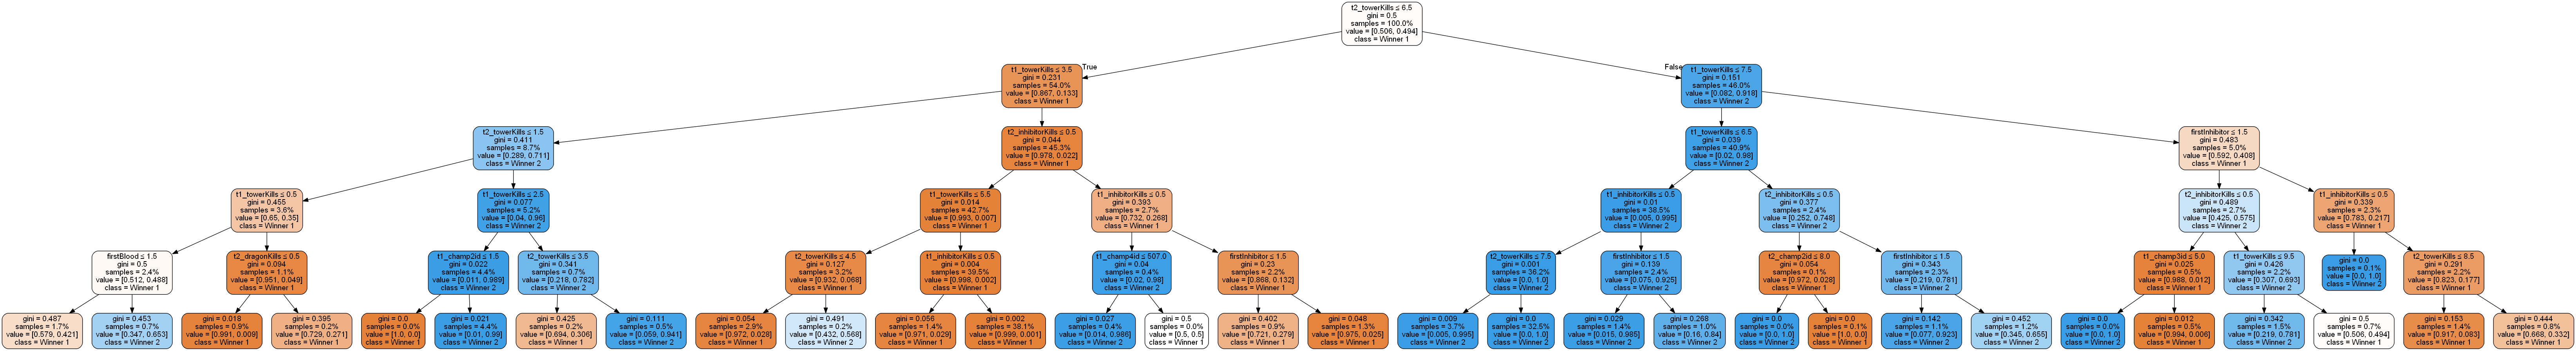 t2_towerKills ≤ 6.5
gini = 0.5
samples = 100.0%
value = [0.506, 0.494]
class = Winner 1
True
False
t1_towerKills ≤ 3.5
gini = 0.231
samples = 54.0%
value = [0.867, 0.133]
class = Winner 1
t1_towerKills ≤ 7.5
gini = 0.151
samples = 46.0%
value = [0.082, 0.918]
class = Winner 2
t2_towerKills ≤ 1.5
gini = 0.411
samples = 8.7%
value = [0.289, 0.711]
class = Winner 2
t2_inhibitorKills ≤ 0.5
gini = 0.044
samples = 45.3%
value = [0.978, 0.022]
class = Winner 1
t1_towerKills ≤ 6.5
gini = 0.039
samples = 40.9%
value = [0.02, 0.98]
class = Winner 2
firstInhibitor ≤ 1.5
gini = 0.483
samples = 5.0%
value = [0.592, 0.408]
class = Winner 1
t1_towerKills ≤ 0.5
gini = 0.455
samples = 3.6%
value = [0.65, 0.35]
class = Winner 1
t1_towerKills ≤ 2.5
gini = 0.077
samples = 5.2%
value = [0.04, 0.96]
class = Winner 2
t1_towerKills ≤ 5.5
gini = 0.014
samples = 42.7%
value = [0.993, 0.007]
class = Winner 1
t1_inhibitorKills ≤ 0.5
gini = 0.393
samples = 2.7%
value = [0.732, 0.268]
class = Winner 1
t1_inhibitorKills ≤ 0.5
gini = 0.01
samples = 38.5%
value = [0.005, 0.995]
class = Winner 2
t2_inhibitorKills ≤ 0.5
gini = 0.377
samples = 2.4%
value = [0.252, 0.748]
class = Winner 2
t2_inhibitorKills ≤ 0.5
gini = 0.489
samples = 2.7%
value = [0.425, 0.575]
class = Winner 2
t1_inhibitorKills ≤ 0.5
gini = 0.339
samples = 2.3%
value = [0.783, 0.217]
class = Winner 1
firstBlood ≤ 1.5
gini = 0.5
samples = 2.4%
value = [0.512, 0.488]
class = Winner 1
t2_dragonKills ≤ 0.5
gini = 0.094
samples = 1.1%
value = [0.951, 0.049]
class = Winner 1
t1_champ2id ≤ 1.5
gini = 0.022
samples = 4.4%
value = [0.011, 0.989]
class = Winner 2
t2_towerKills ≤ 3.5
gini = 0.341
samples = 0.7%
value = [0.218, 0.782]
class = Winner 2
t2_towerKills ≤ 4.5
gini = 0.127
samples = 3.2%
value = [0.932, 0.068]
class = Winner 1
t1_inhibitorKills ≤ 0.5
gini = 0.004
samples = 39.5%
value = [0.998, 0.002]
class = Winner 1
t1_champ4id ≤ 507.0
gini = 0.04
samples = 0.4%
value = [0.02, 0.98]
class = Winner 2
firstInhibitor ≤ 1.5
gini = 0.23
samples = 2.2%
value = [0.868, 0.132]
class = Winner 1
t2_towerKills ≤ 7.5
gini = 0.001
samples = 36.2%
value = [0.0, 1.0]
class = Winner 2
firstInhibitor ≤ 1.5
gini = 0.139
samples = 2.4%
value = [0.075, 0.925]
class = Winner 2
t2_champ2id ≤ 8.0
gini = 0.054
samples = 0.1%
value = [0.972, 0.028]
class = Winner 1
firstInhibitor ≤ 1.5
gini = 0.343
samples = 2.3%
value = [0.219, 0.781]
class = Winner 2
t1_champ3id ≤ 5.0
gini = 0.025
samples = 0.5%
value = [0.988, 0.012]
class = Winner 1
t1_towerKills ≤ 9.5
gini = 0.426
samples = 2.2%
value = [0.307, 0.693]
class = Winner 2
gini = 0.0
samples = 0.1%
value = [0.0, 1.0]
class = Winner 2
t2_towerKills ≤ 8.5
gini = 0.291
samples = 2.2%
value = [0.823, 0.177]
class = Winner 1
gini = 0.487
samples = 1.7%
value = [0.579, 0.421]
class = Winner 1
gini = 0.453
samples = 0.7%
value = [0.347, 0.653]
class = Winner 2
gini = 0.018
samples = 0.9%
value = [0.991, 0.009]
class = Winner 1
gini = 0.395
samples = 0.2%
value = [0.729, 0.271]
class = Winner 1
gini = 0.0
samples = 0.0%
value = [1.0, 0.0]
class = Winner 1
gini = 0.021
samples = 4.4%
value = [0.01, 0.99]
class = Winner 2
gini = 0.425
samples = 0.2%
value = [0.694, 0.306]
class = Winner 1
gini = 0.111
samples = 0.5%
value = [0.059, 0.941]
class = Winner 2
gini = 0.054
samples = 2.9%
value = [0.972, 0.028]
class = Winner 1
gini = 0.491
samples = 0.2%
value = [0.432, 0.568]
class = Winner 2
gini = 0.056
samples = 1.4%
value = [0.971, 0.029]
class = Winner 1
gini = 0.002
samples = 38.1%
value = [0.999, 0.001]
class = Winner 1
gini = 0.027
samples = 0.4%
value = [0.014, 0.986]
class = Winner 2
gini = 0.5
samples = 0.0%
value = [0.5, 0.5]
class = Winner 1
gini = 0.402
samples = 0.9%
value = [0.721, 0.279]
class = Winner 1
gini = 0.048
samples = 1.3%
value = [0.975, 0.025]
class = Winner 1
gini = 0.009
samples = 3.7%
value = [0.005, 0.995]
class = Winner 2
gini = 0.0
samples = 32.5%
value = [0.0, 1.0]
class = Winner 2
gini = 0.029
samples = 1.4%
value = [0.015, 0.985]
class = Winner 2
gini = 0.268
samples = 1.0%
value = [0.16, 0.84]
class = Winner 2
gini = 0.0
samples = 0.0%
value = [0.0, 1.0]
class = Winner 2
gini = 0.0
samples = 0.1%
value = [1.0, 0.0]
class = Winner 1
gini = 0.142
samples = 1.1%
value = [0.077, 0.923]
class = Winner 2
gini = 0.452
samples = 1.2%
value = [0.345, 0.655]
class = Winner 2
gini = 0.0
samples = 0.0%
value = [0.0, 1.0]
class = Winner 2
gini = 0.012
samples = 0.5%
value = [0.994, 0.006]
class = Winner 1
gini = 0.342
samples = 1.5%
value = [0.219, 0.781]
class = Winner 2
gini = 0.5
samples = 0.7%
value = [0.506, 0.494]
class = Winner 1
gini = 0.153
samples = 1.4%
value = [0.917, 0.083]
class = Winner 1
gini = 0.444
samples = 0.8%
value = [0.668, 0.332]
class = Winner 1